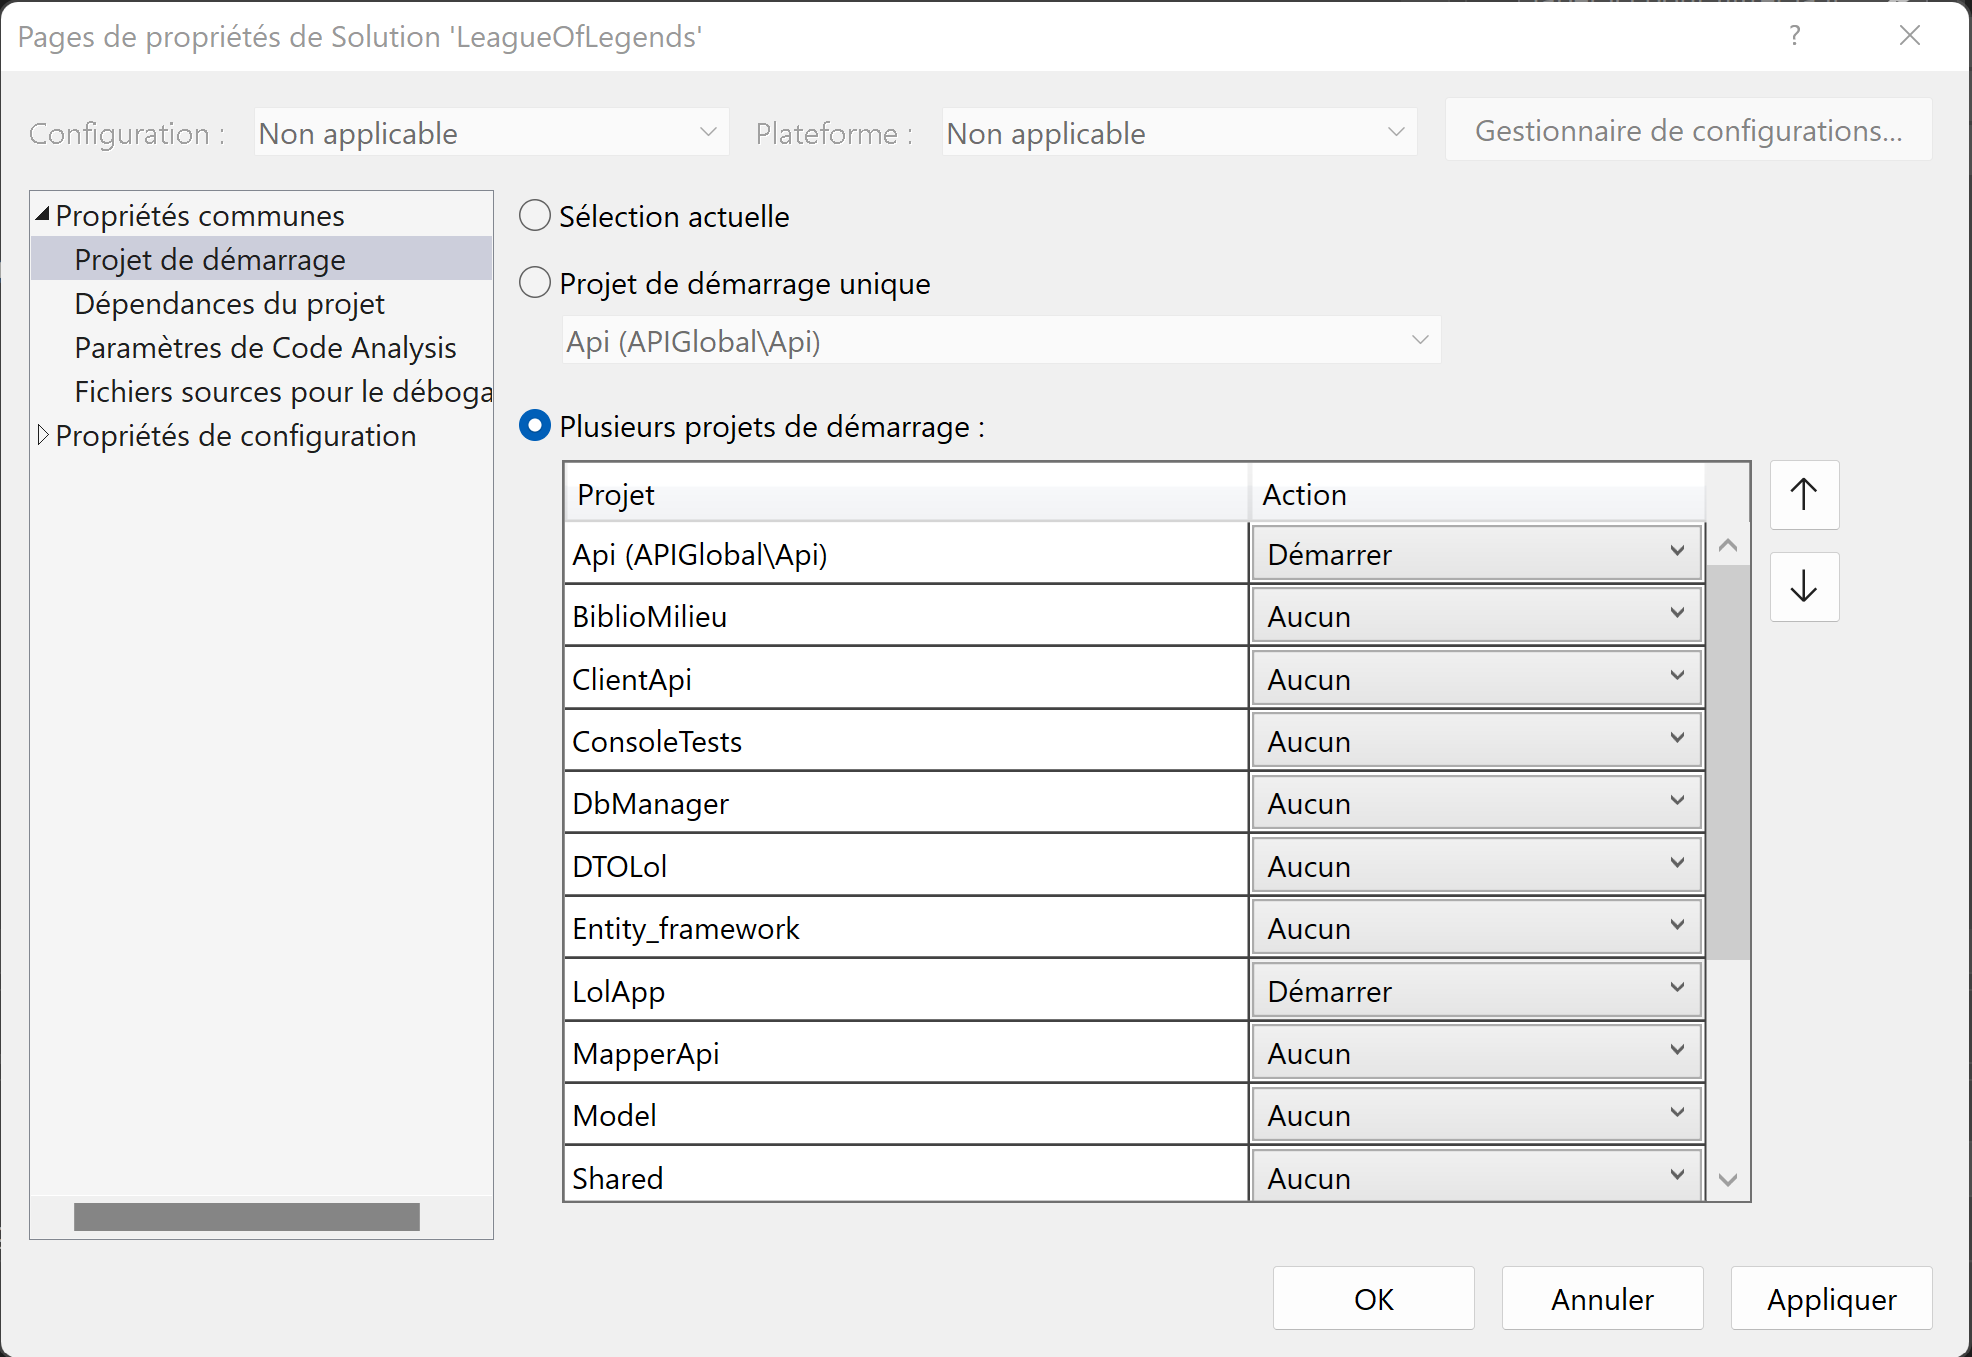 Pages de propriétés de Solution 'LeagueOfLegends'
?
Configuration :
Non applicable
Plateforme :
Non applicable
Gestionnaire de configurations...
Propriétés communes
Projet de démarrage
Dépendances du projet
Paramètres de Code Analysis
Fichiers sources pour le déboga
Propriétés de configuration
Sélection actuelle
Projet de démarrage unique
Api (APIGlobal\Api)
Plusieurs projets de démarrage :
Projet Action
Api (APIGlobal\Api) Démarrer
BiblioMilieu Aucun
ClientApi Aucun
ConsoleTests Aucun
DbManager Aucun
DTOLol Aucun
Entity_framework Aucun
LolApp Démarrer
MapperApi Aucun
Model Aucun
Shared Aucun
OK
Annuler
Appliquer